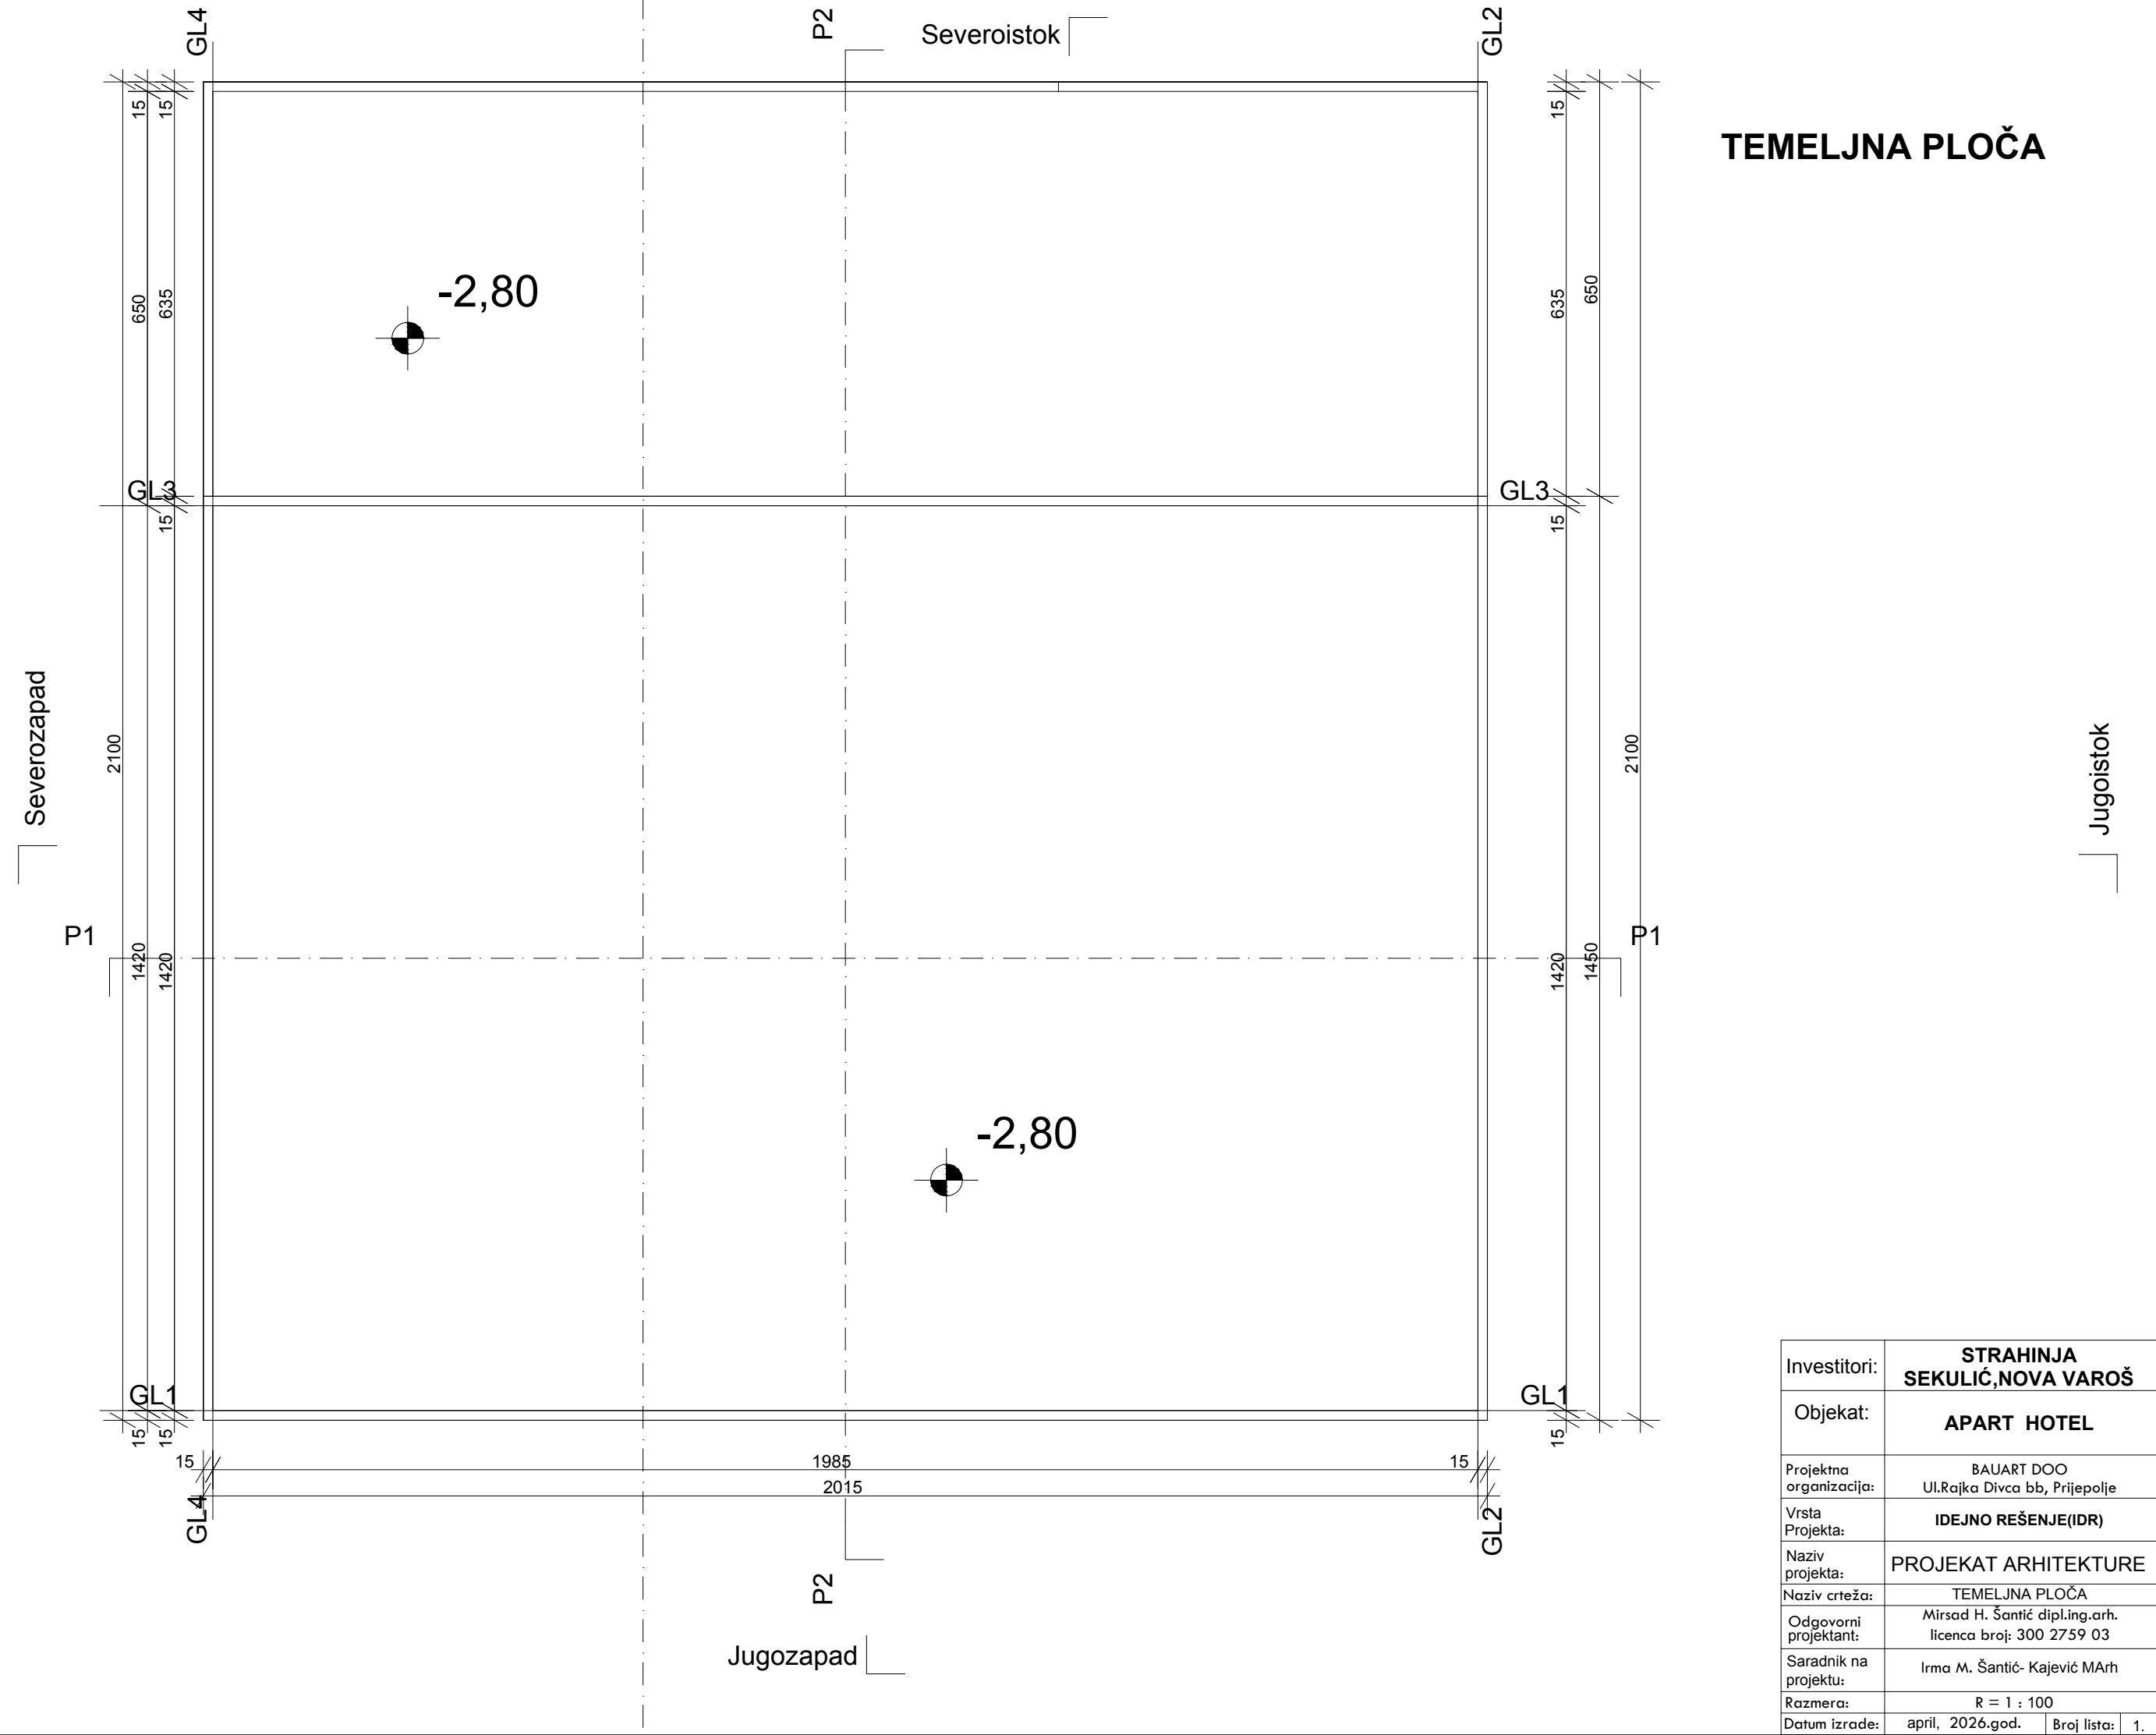 GL4
P2
Severoistok
GL2
15
15
15
TEMELJNA PLOČA
-2,80
650
635
635
650
GL3
GL3
15
15
Severozapad
2100
2100
Jugoistok
P1
P1
1420
1420
1420
1450
-2,80
GL1
GL1
15
15
15
15
1985
15
2015
GL4
GL2
P2
Jugozapad
Investitori:
STRAHINJA
SEKULIĆ,NOVA VAROŠ
Objekat:
APART HOTEL
Projektna
organizacija:
BAUART DOO
Ul.Rajka Divca bb, Prijepolje
Vrsta
Projekta:
IDEJNO REŠENJE(IDR)
Naziv
projekta:
PROJEKAT ARHITEKTURE
Naziv crteža:
TEMELJNA PLOČA
Odgovorni
projektant:
Mirsad H. Šantić dipl.ing.arh.
licenca broj: 300 2759 03
Saradnik na
projektu:
Irma M. Šantić- Kajević MArh
Razmera:
R = 1 : 100
Datum izrade:
april, 2026.god.
Broj lista:
1.